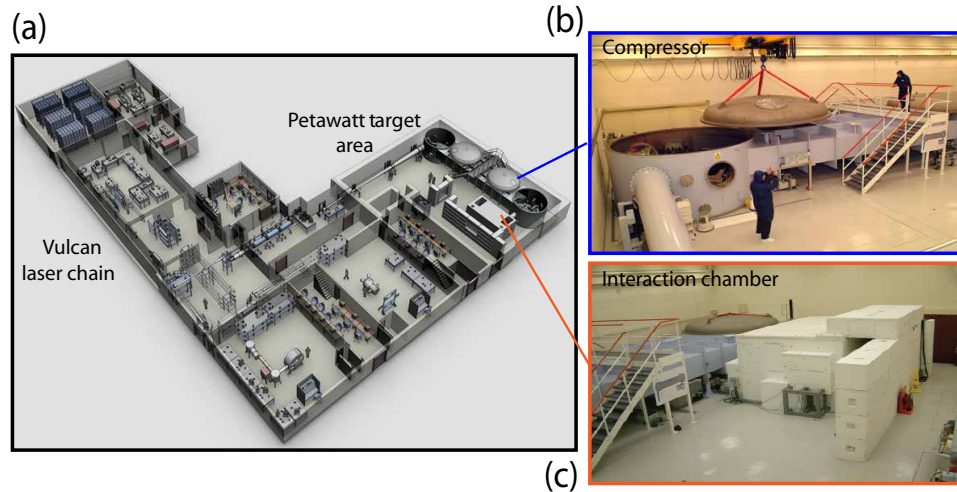 (a)
Petawatt target
area
Vulcan
laser chain
(b)
Compressor
Interaction chamber
(c)